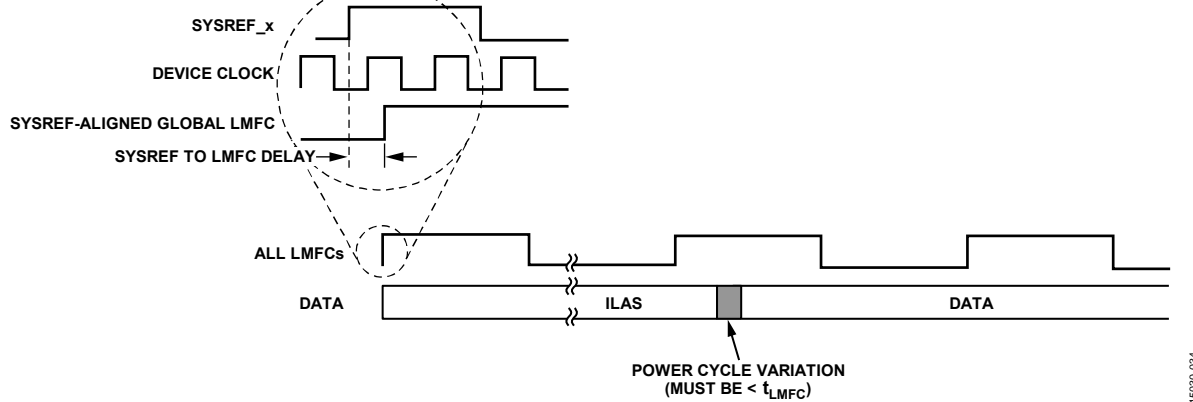 SYSREF_x
DEVICE CLOCK
SYSREF-ALIGNED GLOBAL LMFC
SYSREF TO LMFC DELAY
ALL LMFCs
DATA
ILAS
DATA
POWER CYCLE VARIATION
(MUST BE < tLMFC)